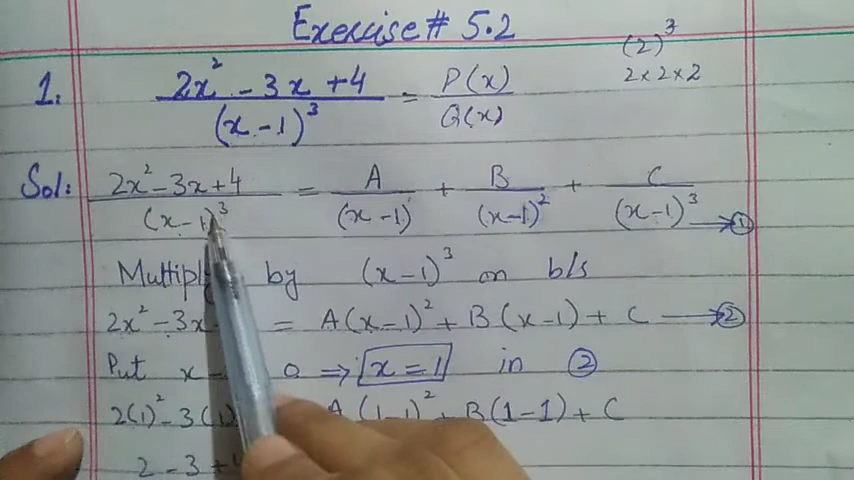 Exercise # 5.2
(2)³
2×2×2
1. 2x² - 3x + 4 / (x - 1)³ = P(x) / Q(x)
Sol: 2x² - 3x + 4 / (x - 1)³ = A / (x - 1) + B / (x - 1)² + C / (x - 1)³ → ①
Multiply by (x - 1)³ on b/s
2x² - 3x = A(x - 1)² + B(x - 1) + C → ②
Put x 0 ⇒ x = 1 in ②
2(1)² - 3(1) A(1-1)² + B(1-1) + C
2 - 3 +